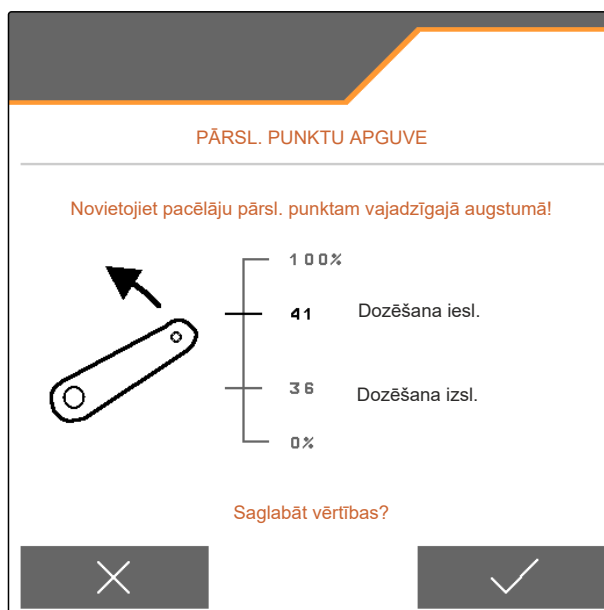 PĀRSL. PUNKTU APGUVE
Novietojiet pacēlāju pārsl. punktam vajadzīgajā augstumā!
100%
41 Dozēšana iesl.
36 Dozēšana izsl.
0%
Saglabāt vērtības?